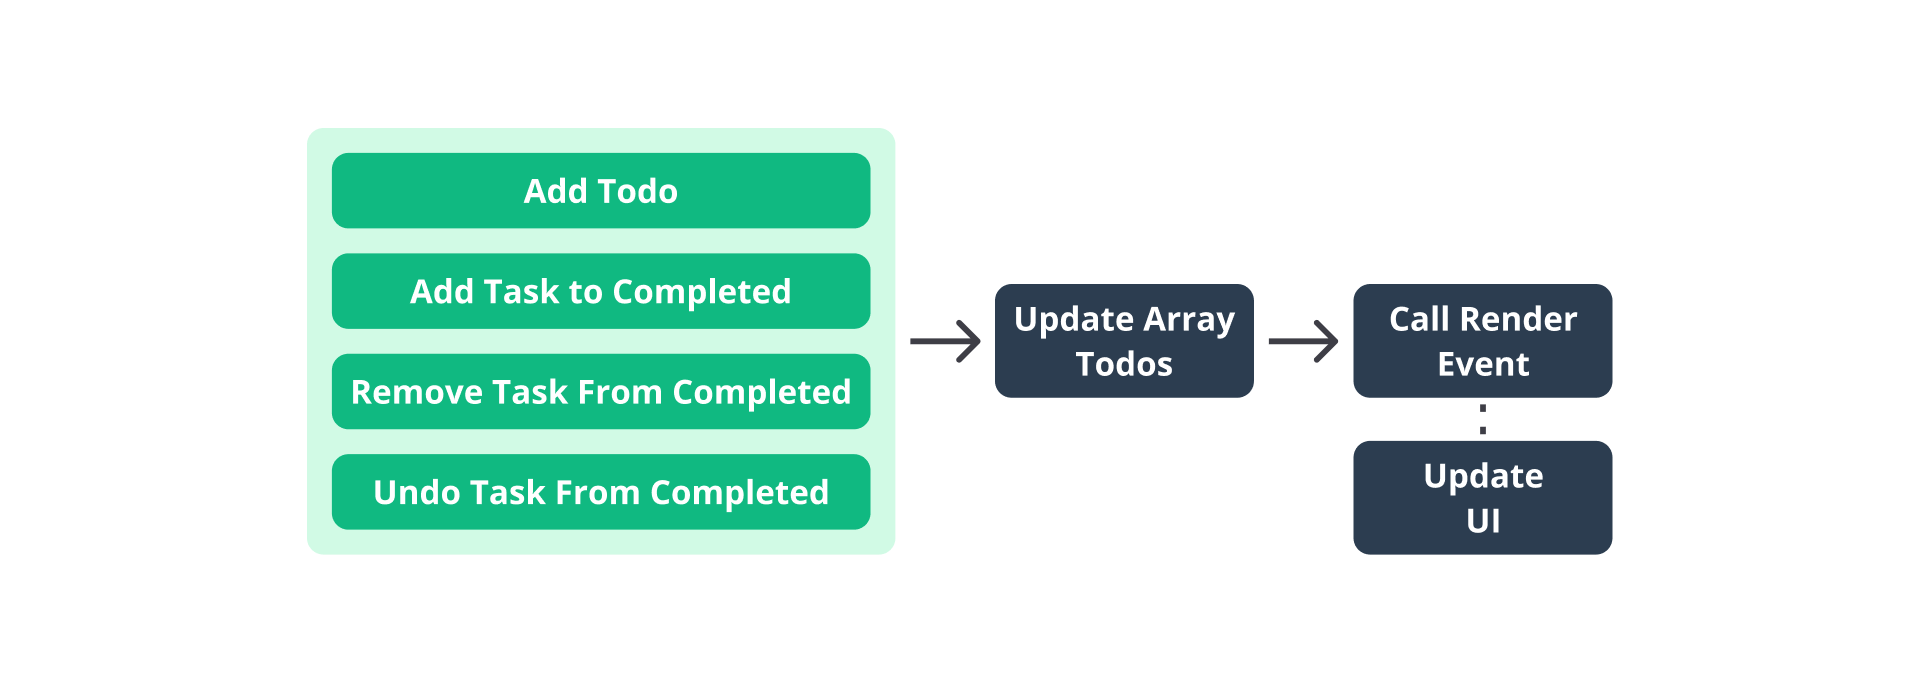 Add Todo
Add Task to Completed
Remove Task From Completed
Undo Task From Completed
Update Array
Todos
Call Render
Event
Update
UI